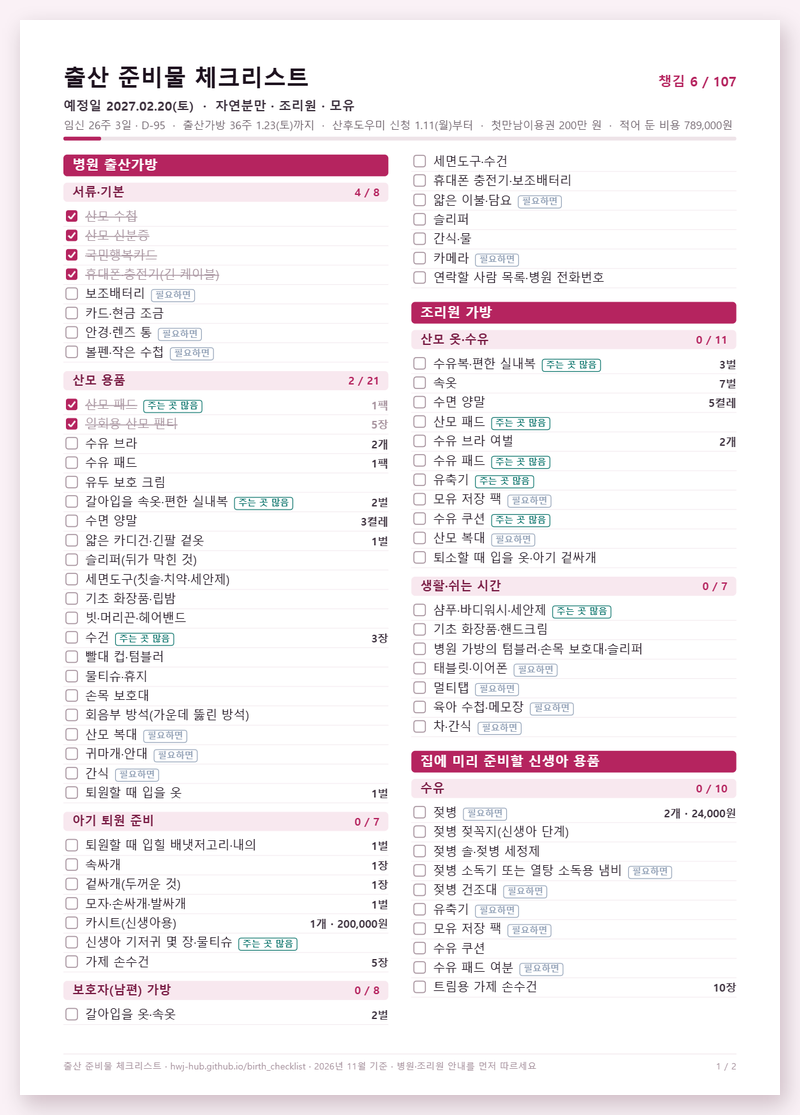 출산 준비물 체크리스트
챙김 6 / 107
예정일 2027.02.20(토) · 자연분만 · 조리원 · 모유
임신 26주 3일 · D-95 · 출산가방 36주 1.23(토)까지 · 산후도우미 신청 1.11(월)부터 · 첫만남이용권 200만 원 · 적어 둔 비용 789,000원
병원 출산가방
서류·기본 4 / 8
산모 수첩
산모 신분증
국민행복카드
휴대폰 충전기(긴 케이블)
보조배터리 필요하면
카드·현금 조금
안경·렌즈 통 필요하면
볼펜·작은 수첩 필요하면
산모 용품 2 / 21
산모 패드 주는 곳 많음 1팩
일회용 산모 팬티 5장
수유 브라 2개
수유 패드 1팩
유두 보호 크림
갈아입을 속옷·편한 실내복 주는 곳 많음 2벌
수면 양말 3켤레
얇은 카디건·긴팔 겉옷 1벌
슬리퍼(뒤가 막힌 것)
세면도구(칫솔·치약·세안제)
기초 화장품·립밤
빗·머리끈·헤어밴드
수건 주는 곳 많음 3장
빨대 컵·텀블러
물티슈·휴지
손목 보호대
회음부 방석(가운데 뚫린 방석)
산모 복대 필요하면
귀마개·안대 필요하면
간식 필요하면
퇴원할 때 입을 옷 1벌
아기 퇴원 준비 0 / 7
퇴원할 때 입힐 배냇저고리·내의 1벌
속싸개 1장
겉싸개(두꺼운 것) 1장
모자·손싸개·발싸개 1벌
카시트(신생아용) 1개 · 200,000원
신생아 기저귀 몇 장·물티슈 주는 곳 많음
가제 손수건 5장
보호자(남편) 가방 0 / 8
갈아입을 옷·속옷 2벌
세면도구·수건
휴대폰 충전기·보조배터리
얇은 이불·담요 필요하면
슬리퍼
간식·물
카메라 필요하면
연락할 사람 목록·병원 전화번호
조리원 가방
산모 옷·수유 0 / 11
수유복·편한 실내복 주는 곳 많음 3벌
속옷 7벌
수면 양말 5켤레
산모 패드 주는 곳 많음
수유 브라 여벌 2개
수유 패드 주는 곳 많음
유축기 주는 곳 많음
모유 저장 팩 필요하면
수유 쿠션 주는 곳 많음
산모 복대 필요하면
퇴소할 때 입을 옷·아기 겉싸개
생활·쉬는 시간 0 / 7
샴푸·바디워시·세안제 주는 곳 많음
기초 화장품·핸드크림
병원 가방의 텀블러·손목 보호대·슬리퍼
태블릿·이어폰 필요하면
멀티탭 필요하면
육아 수첩·메모장 필요하면
차·간식 필요하면
집에 미리 준비할 신생아 용품
수유 0 / 10
젖병 필요하면 2개 · 24,000원
젖병 젖꼭지(신생아 단계)
젖병 솔·젖병 세정제
젖병 소독기 또는 열탕 소독용 냄비 필요하면
젖병 건조대 필요하면
유축기 필요하면
모유 저장 팩 필요하면
수유 쿠션
수유 패드 여분 필요하면
트림용 가제 손수건 10장
출산 준비물 체크리스트 · hwj-hub.github.io/birth_checklist · 2026년 11월 기준 · 병원·조리원 안내를 먼저 따르세요
1 / 2